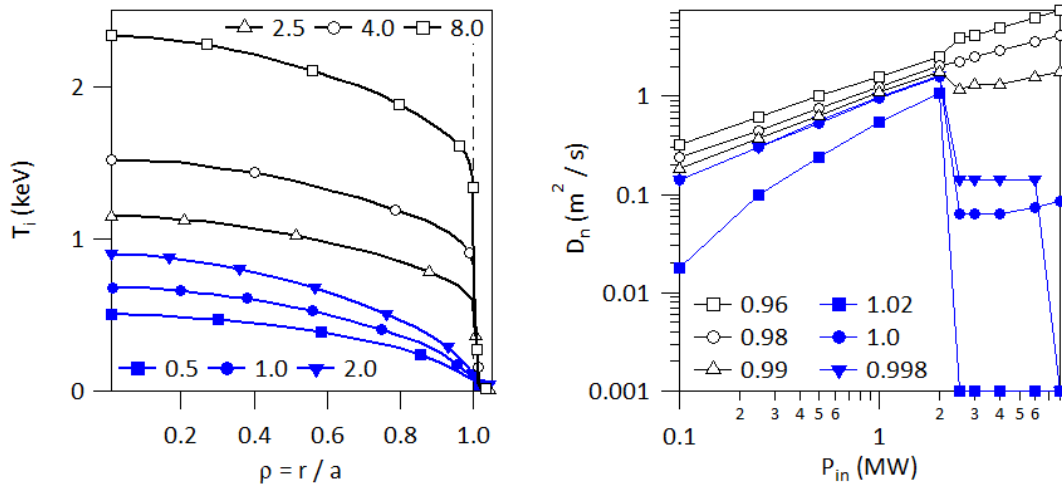 2.5 4.0 8.0
2
1
0
T_i (keV)
0.5 1.0 2.0
0.2 0.4 0.6 0.8 1.0
ρ = r / a
1
0.1
0.01
0.001
D_n (m² / s)
0.96 1.02
0.98 1.0
0.99 0.998
2 3 4 5 6 2 3 4 5 6
0.1 1
P_in (MW)